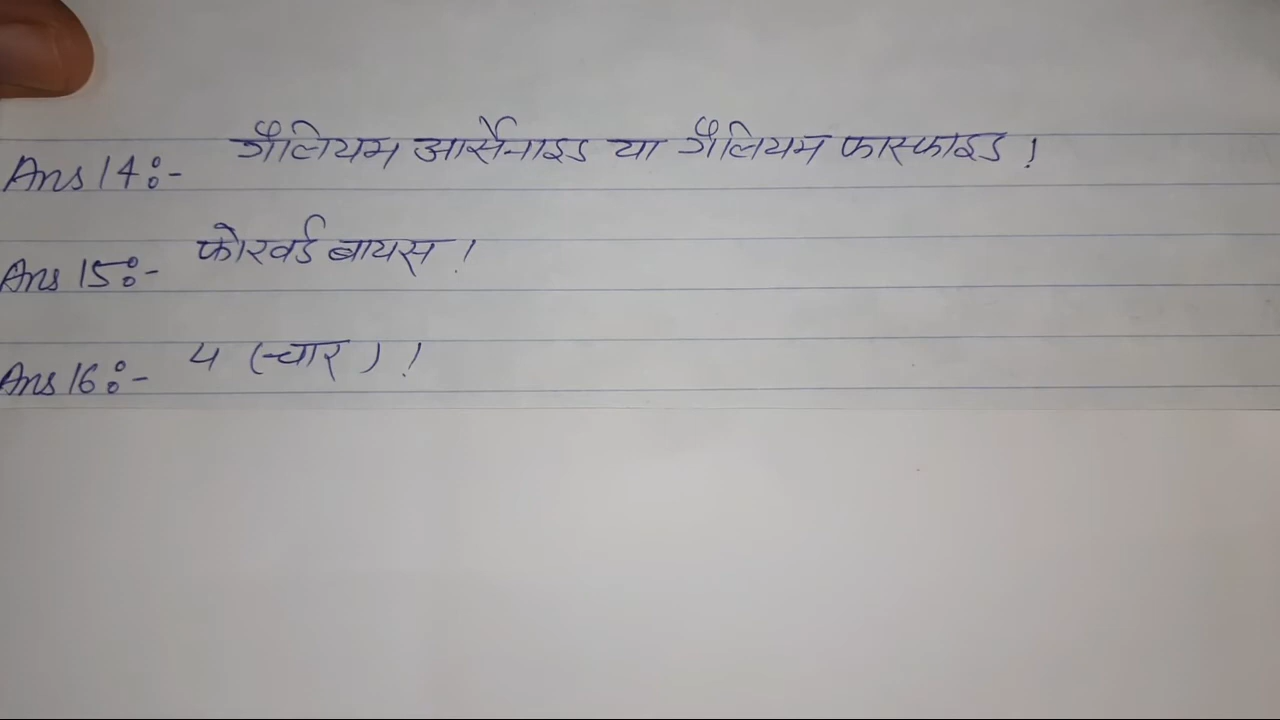 Ans 14:- गैलियम आर्सेनाइड या गैलियम फास्फाइड !
Ans 15:- फोरवर्ड बायस !
Ans 16:- 4 (चार) !